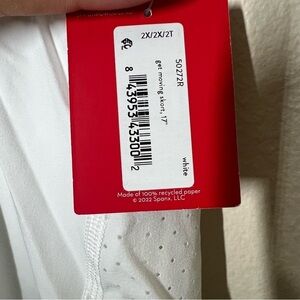 2X/2X/2T
50272R
get moving skort, 17"
8 43953 43300 2
white
Made of 100% recycled paper
© 2022 Spanx, LLC